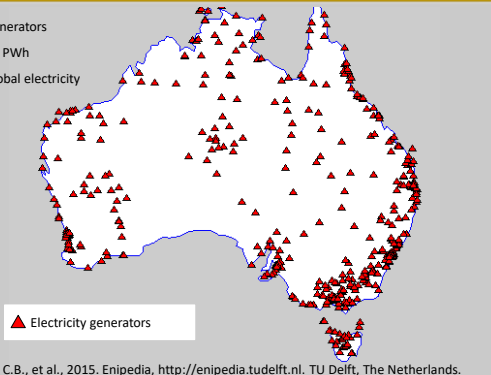 nerators
PWh
obal electricity
Electricity generators
C.B., et al., 2015. Enipedia, http://enipedia.tudelft.nl. TU Delft, The Netherlands.